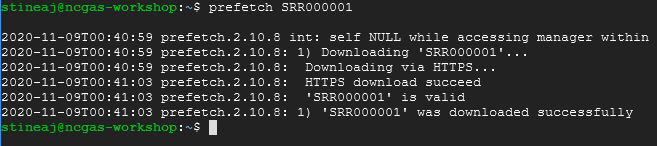 stineaj@ncgas-workshop:~$ prefetch SRR000001
2020-11-09T00:40:59 prefetch.2.10.8 int: self NULL while accessing manager within
2020-11-09T00:40:59 prefetch.2.10.8: 1) Downloading 'SRR000001'...
2020-11-09T00:40:59 prefetch.2.10.8:  Downloading via HTTPS...
2020-11-09T00:41:03 prefetch.2.10.8:  HTTPS download succeed
2020-11-09T00:41:03 prefetch.2.10.8:  'SRR000001' is valid
2020-11-09T00:41:03 prefetch.2.10.8: 1) 'SRR000001' was downloaded successfully
stineaj@ncgas-workshop:~$